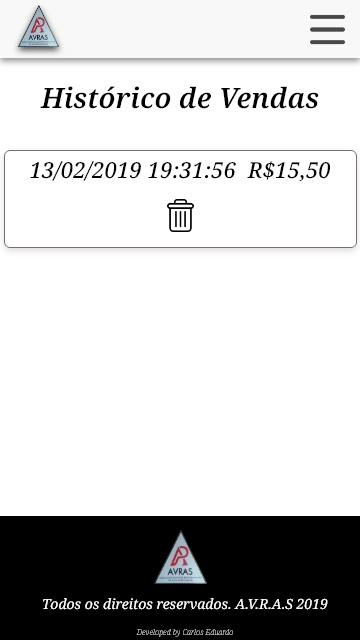 AVRAS
Histórico de Vendas
13/02/2019 19:31:56 R$15,50
A.V.R.A.S
Todos os direitos reservados. A.V.R.A.S 2019
Developed by Carlos Eduardo